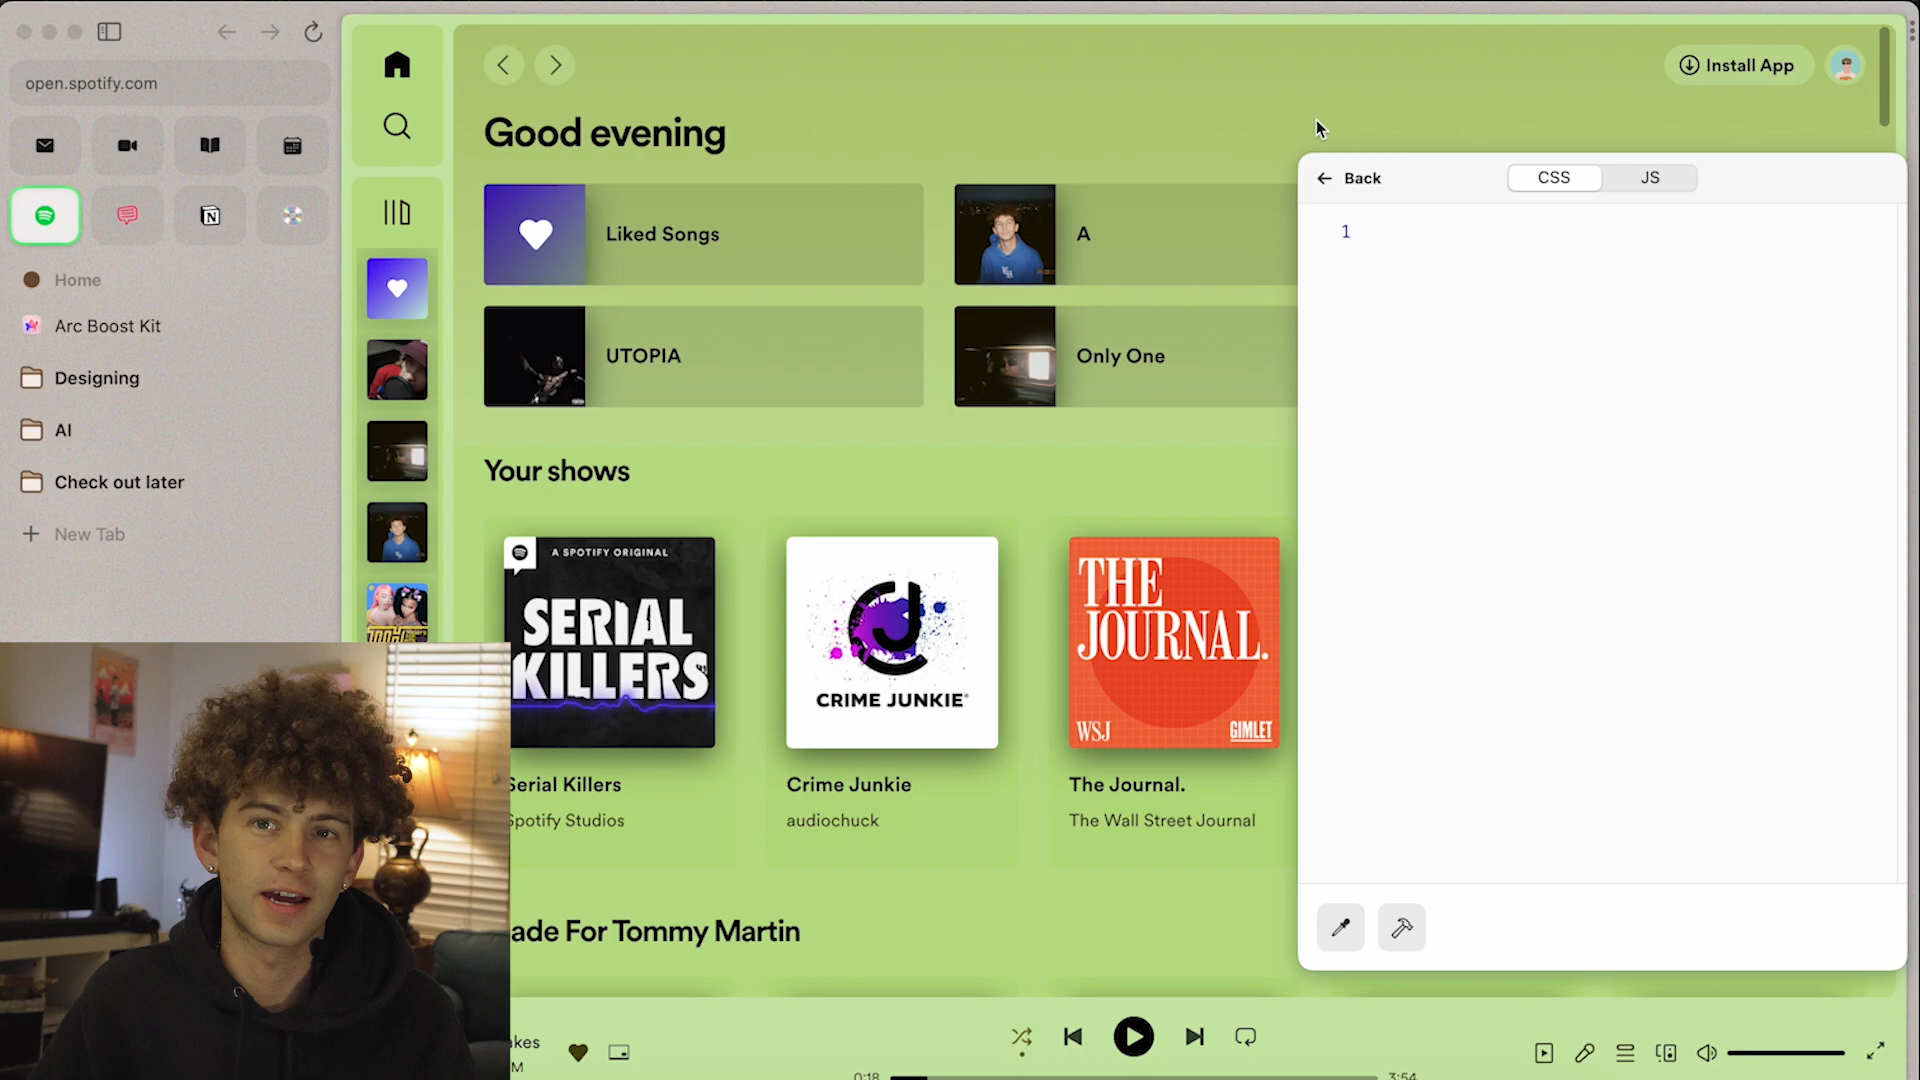 open.spotify.com
Home
Arc Boost Kit
Designing
AI
Check out later
New Tab
Install App
Good evening
Liked Songs
A
UTOPIA
Only One
Your shows
A SPOTIFY ORIGINAL
SERIAL
KILLERS
CRIME JUNKIE
THE
JOURNAL.
WSJ
GIMLET
Serial Killers
Spotify Studios
Crime Junkie
audiochuck
The Journal.
The Wall Street Journal
ade For Tommy Martin
Back
CSS
JS
1
akes
M
0:18
3:54